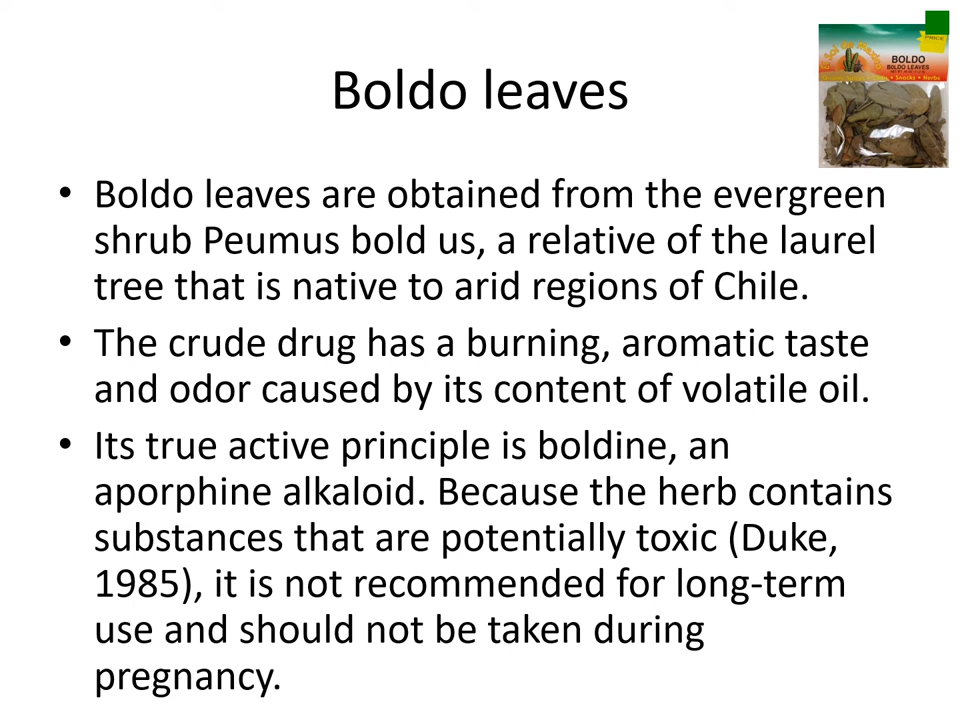 Boldo leaves
PRICE
BOLDO
BOLDO LEAVES
• Snacks • Herbs
• Boldo leaves are obtained from the evergreen
shrub Peumus bold us, a relative of the laurel
tree that is native to arid regions of Chile.
• The crude drug has a burning, aromatic taste
and odor caused by its content of volatile oil.
• Its true active principle is boldine, an
aporphine alkaloid. Because the herb contains
substances that are potentially toxic (Duke,
1985), it is not recommended for long-term
use and should not be taken during
pregnancy.